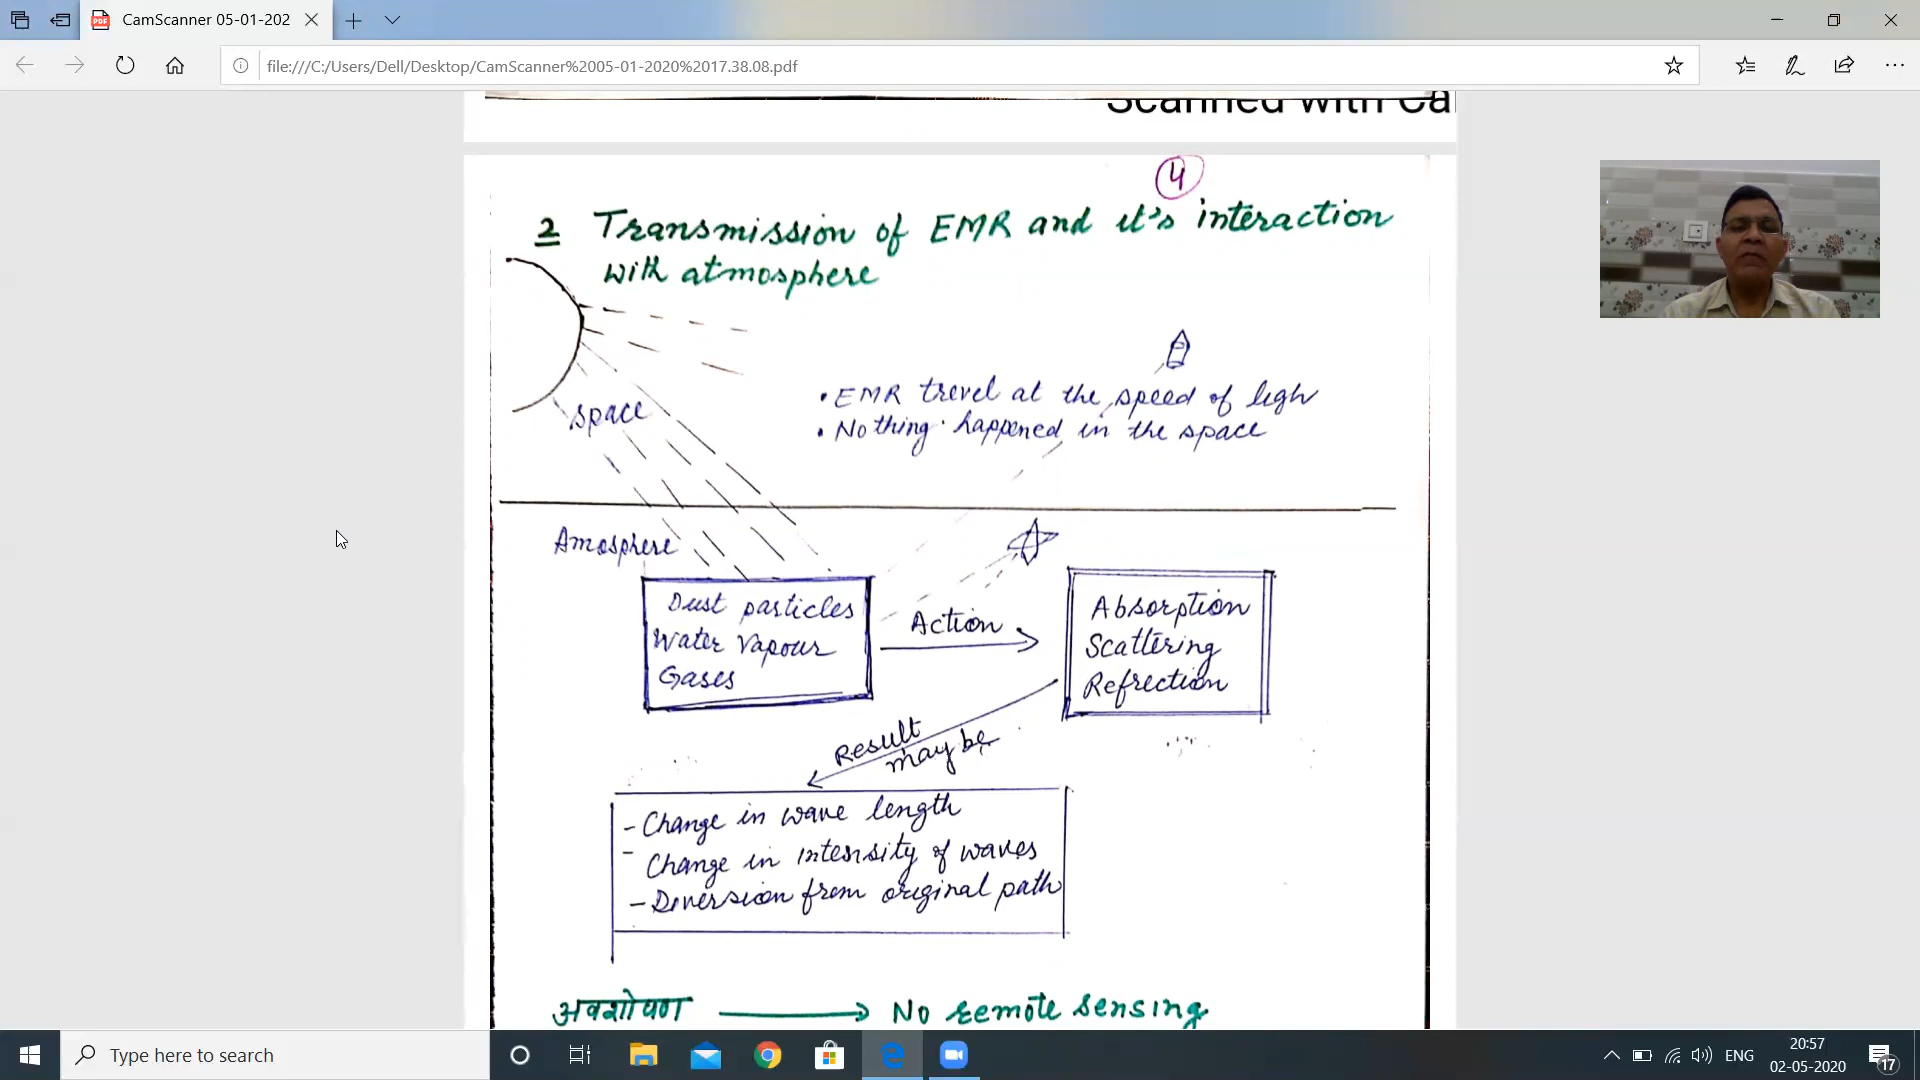 CamScanner 05-01-202
file:///C:/Users/Dell/Desktop/CamScanner%2005-01-2020%2017.38.08.pdf
Scanned with Ca
4
2 Transmission of EMR and it's interaction
with atmosphere
space
• EMR trevel at the speed of ligh
• Nothing happened in the space
Amosphere
Dust particles
Water Vapour
Gases
Action
Absorption
Scattering
Refrection
Result
may be
- Change in wave length
- Change in intensity of waves
- Diversion from original path
अवशोषण → No remote sensing
Type here to search
ENG
20:57
02-05-2020
17